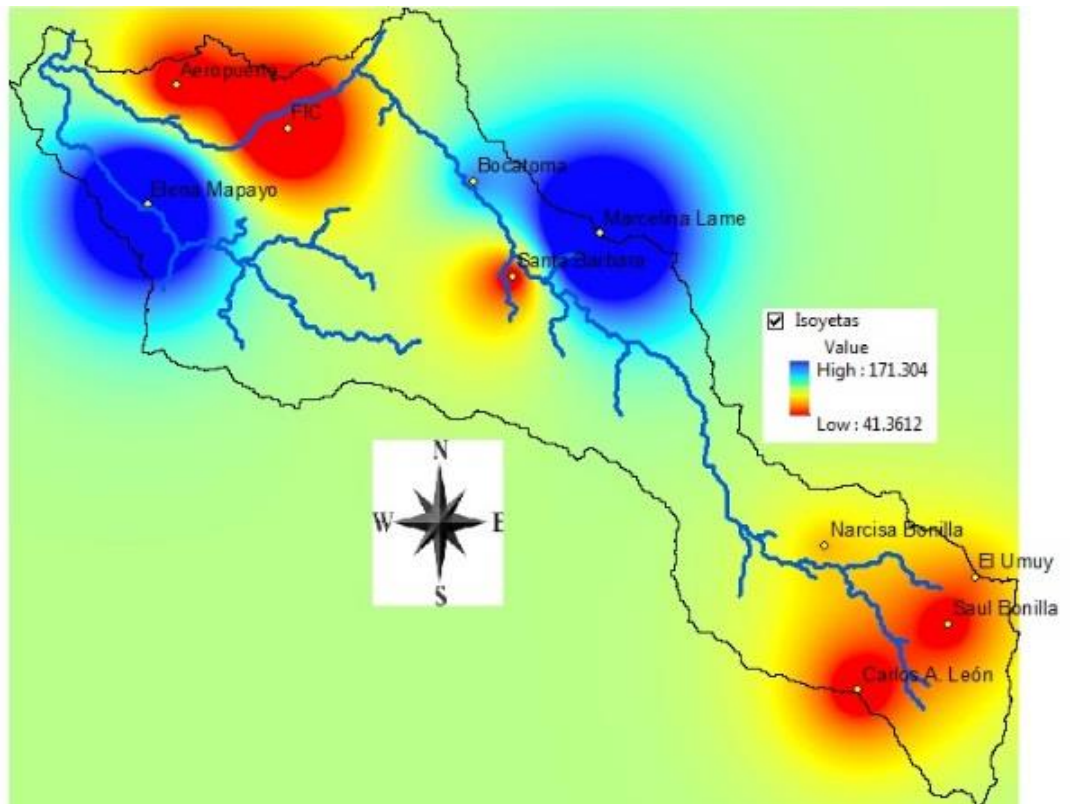 Aeropuerto
FIC
Bocatoma
Elena Mapayo
Marcelina Lame
Santa Barbara
Isoyetas
Value
High : 171.304
Low : 41.3612
N
W
E
S
Narcisa Bonilla
El Umuy
Saul Bonilla
Carlos A. León